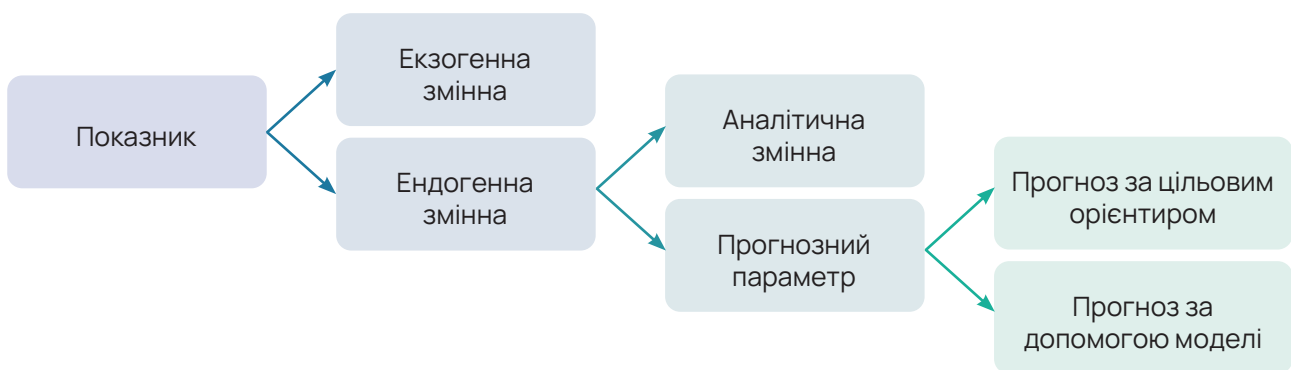 Показник
Екзогенна
змінна
Ендогенна
змінна
Аналітична
змінна
Прогнозний
параметр
Прогноз за цільовим
орієнтиром
Прогноз за
допомогою моделі